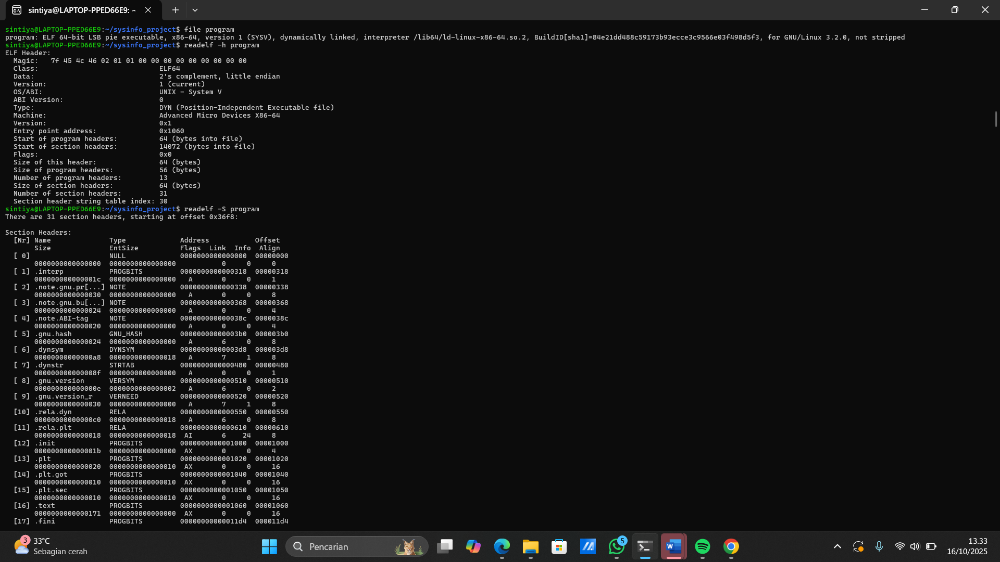 sintiya@LAPTOP-PPED66E9: ~
sintiya@LAPTOP-PPED66E9:~/sysinfo_project$ file program
program: ELF 64-bit LSB pie executable, x86-64, version 1 (SYSV), dynamically linked, interpreter /lib64/ld-linux-x86-64.so.2, BuildID[sha1]=84e21dd488c59173b93ecce3c9566e03f498d5f3, for GNU/Linux 3.2.0, not stripped
sintiya@LAPTOP-PPED66E9:~/sysinfo_project$ readelf -h program
ELF Header:
  Magic:   7f 45 4c 46 02 01 01 00 00 00 00 00 00 00 00 00
  Class:                             ELF64
  Data:                              2's complement, little endian
  Version:                           1 (current)
  OS/ABI:                            UNIX - System V
  ABI Version:                       0
  Type:                              DYN (Position-Independent Executable file)
  Machine:                           Advanced Micro Devices X86-64
  Version:                           0x1
  Entry point address:               0x1060
  Start of program headers:          64 (bytes into file)
  Start of section headers:          14072 (bytes into file)
  Flags:                             0x0
  Size of this header:               64 (bytes)
  Size of program headers:           56 (bytes)
  Number of program headers:         13
  Size of section headers:           64 (bytes)
  Number of section headers:         31
  Section header string table index: 30
sintiya@LAPTOP-PPED66E9:~/sysinfo_project$ readelf -S program
There are 31 section headers, starting at offset 0x36f8:
Section Headers:
  [Nr] Name              Type             Address           Offset
       Size              EntSize          Flags  Link  Info  Align
  [ 0]                   NULL             0000000000000000  00000000
       0000000000000000  0000000000000000           0     0     0
  [ 1] .interp           PROGBITS         0000000000000318  00000318
       000000000000001c  0000000000000000   A       0     0     1
  [ 2] .note.gnu.pr[...] NOTE             0000000000000338  00000338
       0000000000000030  0000000000000000   A       0     0     8
  [ 3] .note.gnu.bu[...] NOTE             0000000000000368  00000368
       0000000000000024  0000000000000000   A       0     0     4
  [ 4] .note.ABI-tag     NOTE             000000000000038c  0000038c
       0000000000000020  0000000000000000   A       0     0     4
  [ 5] .gnu.hash         GNU_HASH         00000000000003b0  000003b0
       0000000000000024  0000000000000000   A       6     0     8
  [ 6] .dynsym           DYNSYM           00000000000003d8  000003d8
       00000000000000a8  0000000000000018   A       7     1     8
  [ 7] .dynstr           STRTAB           0000000000000480  00000480
       000000000000008f  0000000000000000   A       0     0     1
  [ 8] .gnu.version      VERSYM           0000000000000510  00000510
       000000000000000e  0000000000000002   A       6     0     2
  [ 9] .gnu.version_r    VERNEED          0000000000000520  00000520
       0000000000000030  0000000000000000   A       7     1     8
  [10] .rela.dyn         RELA             0000000000000550  00000550
       00000000000000c0  0000000000000018   A       6     0     8
  [11] .rela.plt         RELA             0000000000000610  00000610
       0000000000000018  0000000000000018  AI       6    24     8
  [12] .init             PROGBITS         0000000000001000  00001000
       000000000000001b  0000000000000000  AX       0     0     4
  [13] .plt              PROGBITS         0000000000001020  00001020
       0000000000000020  0000000000000010  AX       0     0     16
  [14] .plt.got          PROGBITS         0000000000001040  00001040
       0000000000000010  0000000000000010  AX       0     0     16
  [15] .plt.sec          PROGBITS         0000000000001050  00001050
       0000000000000010  0000000000000010  AX       0     0     16
  [16] .text             PROGBITS         0000000000001060  00001060
       0000000000000171  0000000000000000  AX       0     0     16
  [17] .fini             PROGBITS         00000000000011d4  000011d4
3
33°C
Sebagian cerah
Pencarian
5
W
13.33
16/10/2025